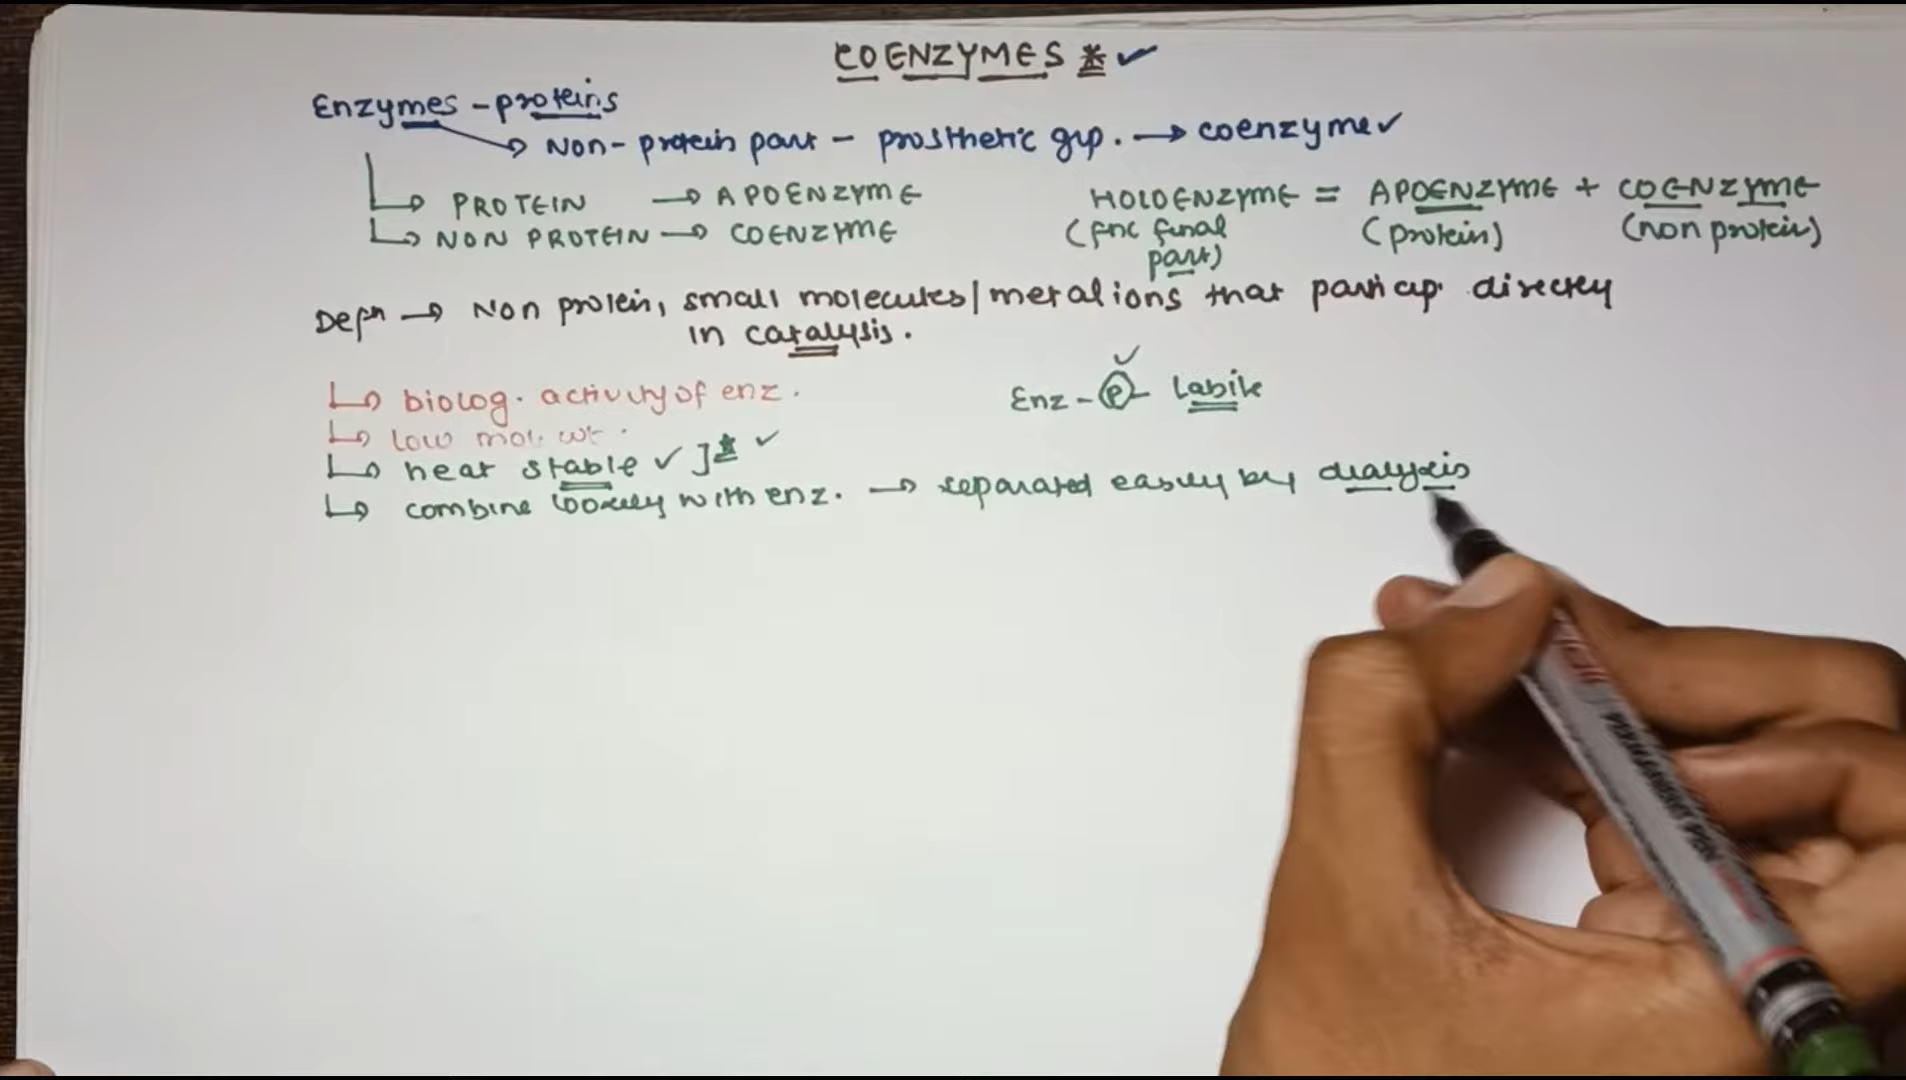 COENZYMES * ✓
Enzymes - proteins
Non-protein part - prosthetic grp. → coenzyme ✓
PROTEIN → APOENZYME
NON PROTEIN → COENZYME
HOLOENZYME = APOENZYME + COENZYME
(fnc final part) (protein) (non protein)
Defn → Non protein, small molecules/metal ions that particip. directly
in catalysis.
↳ biolog. activity of enz.
↳ low mol. wt.
↳ heat stable ✓ ]* ✓
Enz - P - Labile
↳ combine loosely with enz. → separated easily by dialysis
PERMANENT PEN